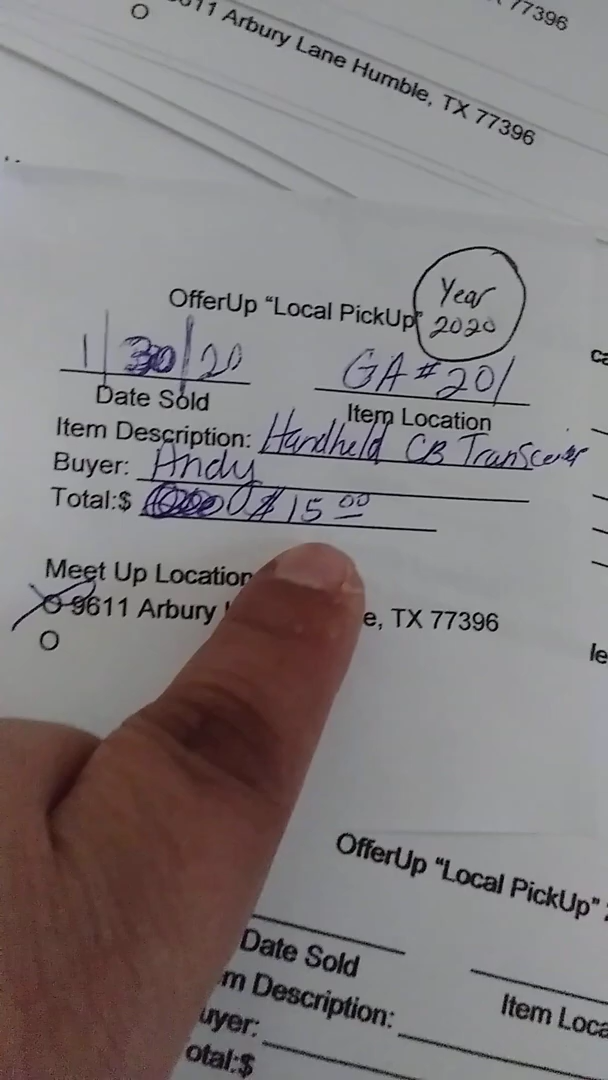 77396
11 Arbury Lane Humble, TX 77396
O
Year
2020
OfferUp "Local PickUp"
1/30/20
GA#201
Date Sold
Item Location
Item Description: Handheld CB Transceiver
Buyer: Andy
Total:$ $15 00
Meet Up Location
O 9611 Arbury e, TX 77396
O
le
OfferUp "Local PickUp"
Date Sold
Item Loca
m Description:
uyer:
otal:$